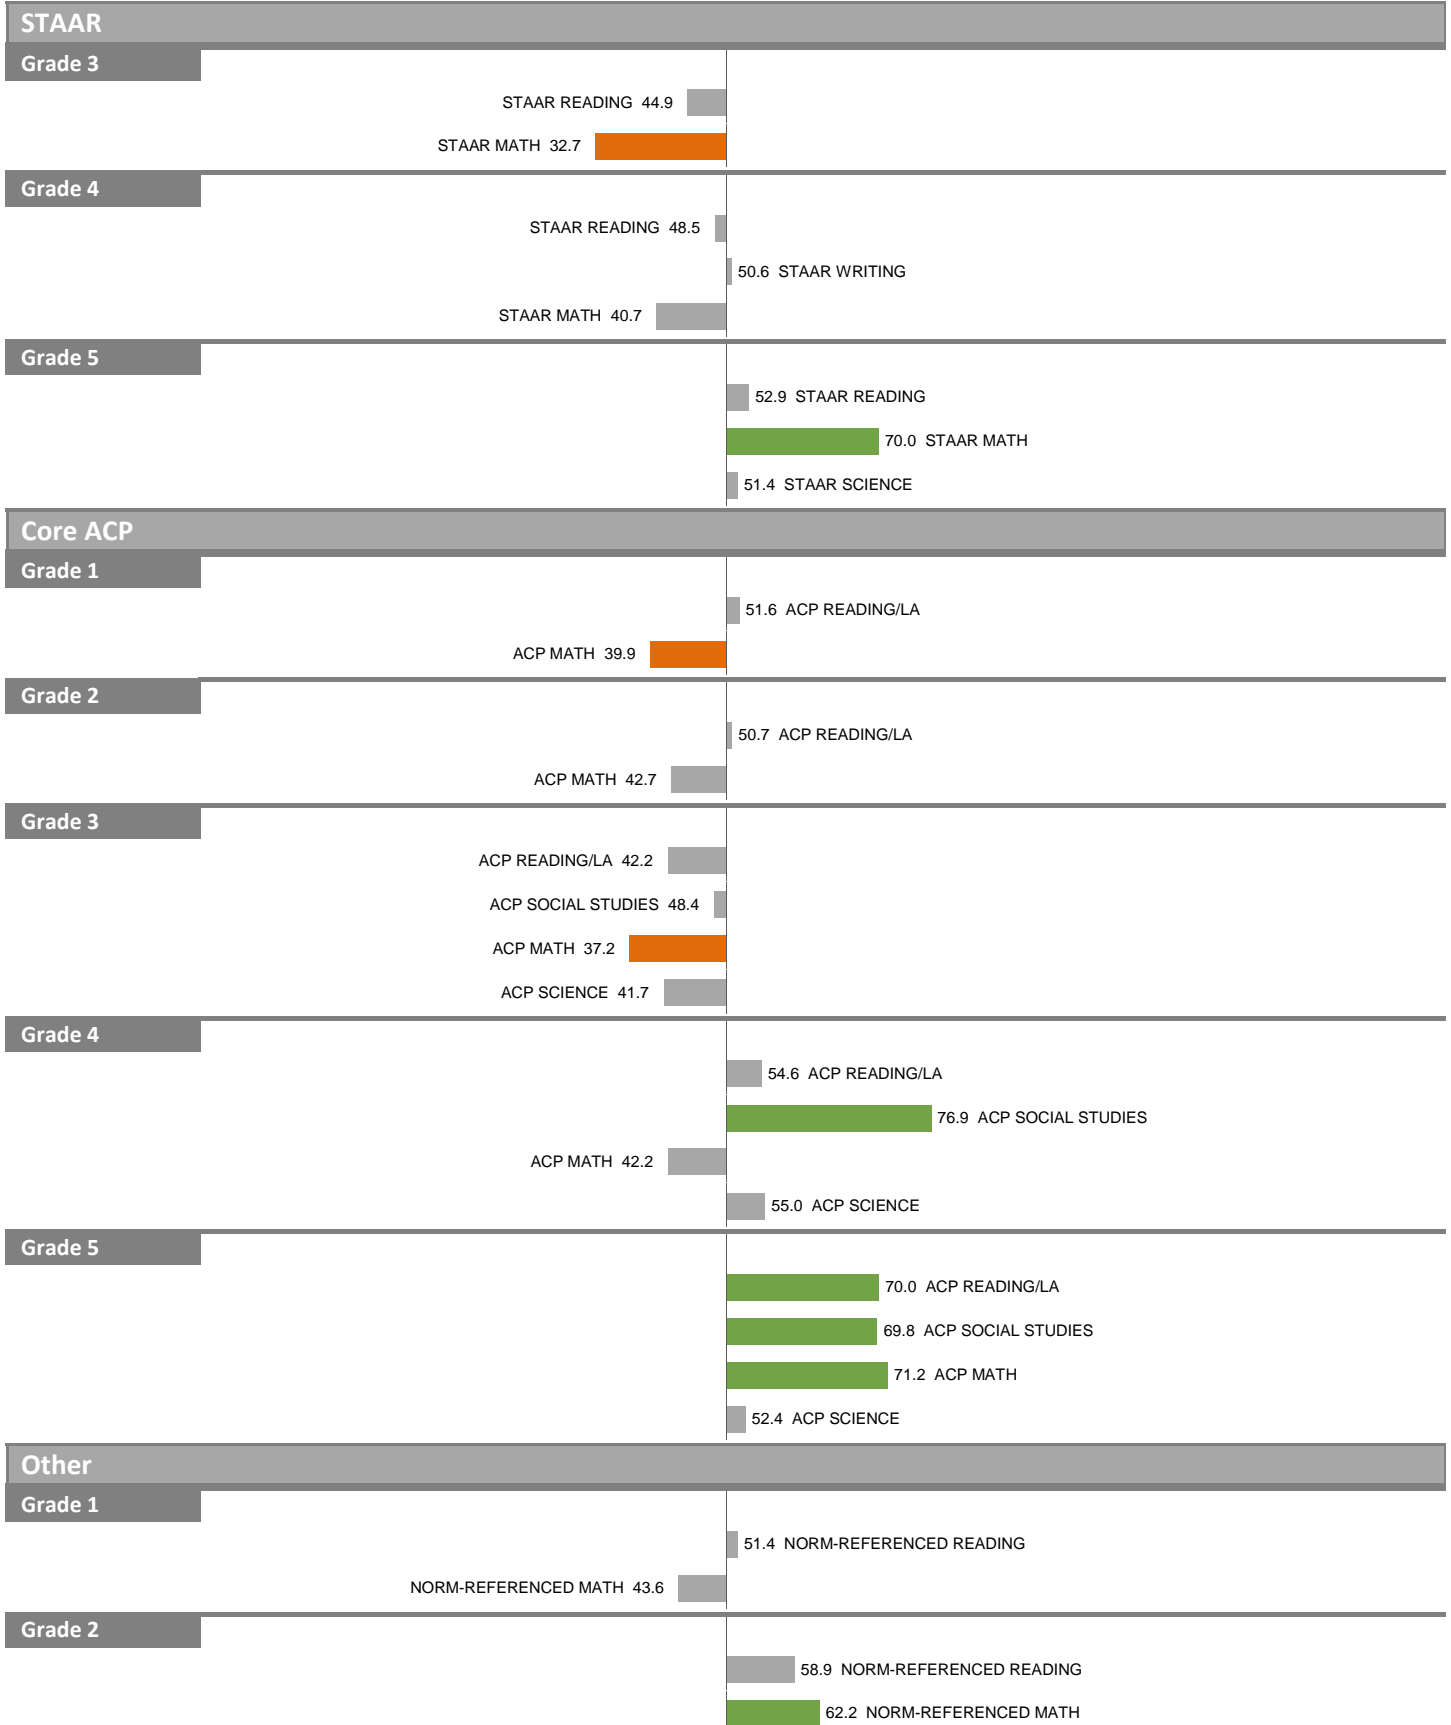 STAAR
Grade 3
STAAR READING 44.9
STAAR MATH 32.7
Grade 4
STAAR READING 48.5
50.6 STAAR WRITING
STAAR MATH 40.7
Grade 5
52.9 STAAR READING
70.0 STAAR MATH
51.4 STAAR SCIENCE
Core ACP
Grade 1
51.6 ACP READING/LA
ACP MATH 39.9
Grade 2
50.7 ACP READING/LA
ACP MATH 42.7
Grade 3
ACP READING/LA 42.2
ACP SOCIAL STUDIES 48.4
ACP MATH 37.2
ACP SCIENCE 41.7
Grade 4
54.6 ACP READING/LA
76.9 ACP SOCIAL STUDIES
ACP MATH 42.2
55.0 ACP SCIENCE
Grade 5
70.0 ACP READING/LA
69.8 ACP SOCIAL STUDIES
71.2 ACP MATH
52.4 ACP SCIENCE
Other
Grade 1
51.4 NORM-REFERENCED READING
NORM-REFERENCED MATH 43.6
Grade 2
58.9 NORM-REFERENCED READING
62.2 NORM-REFERENCED MATH